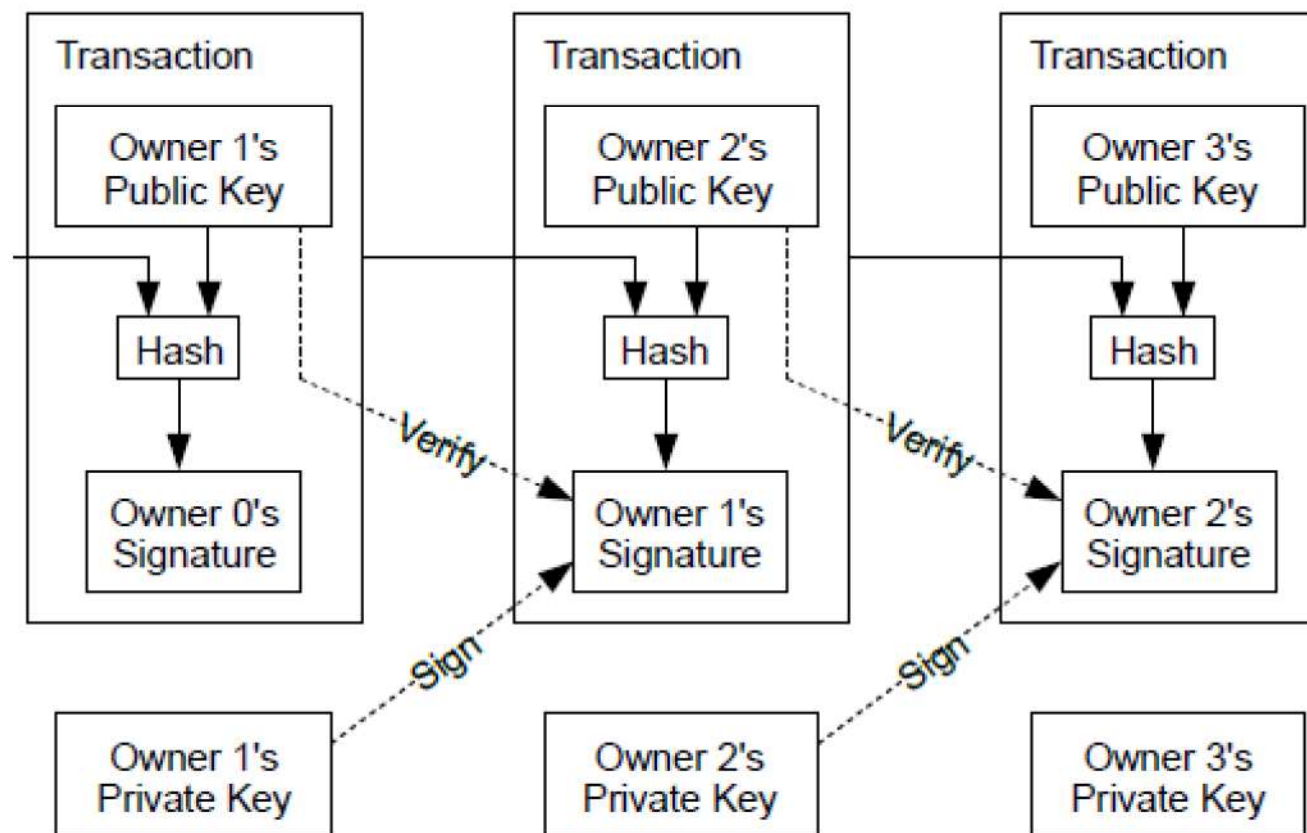 Transaction
Transaction
Transaction
Owner 1's
Public Key
Owner 2's
Public Key
Owner 3's
Public Key
Hash
Hash
Hash
Verify
Verify
Owner 0's
Signature
Owner 1's
Signature
Owner 2's
Signature
Sign
Sign
Owner 1's
Private Key
Owner 2's
Private Key
Owner 3's
Private Key